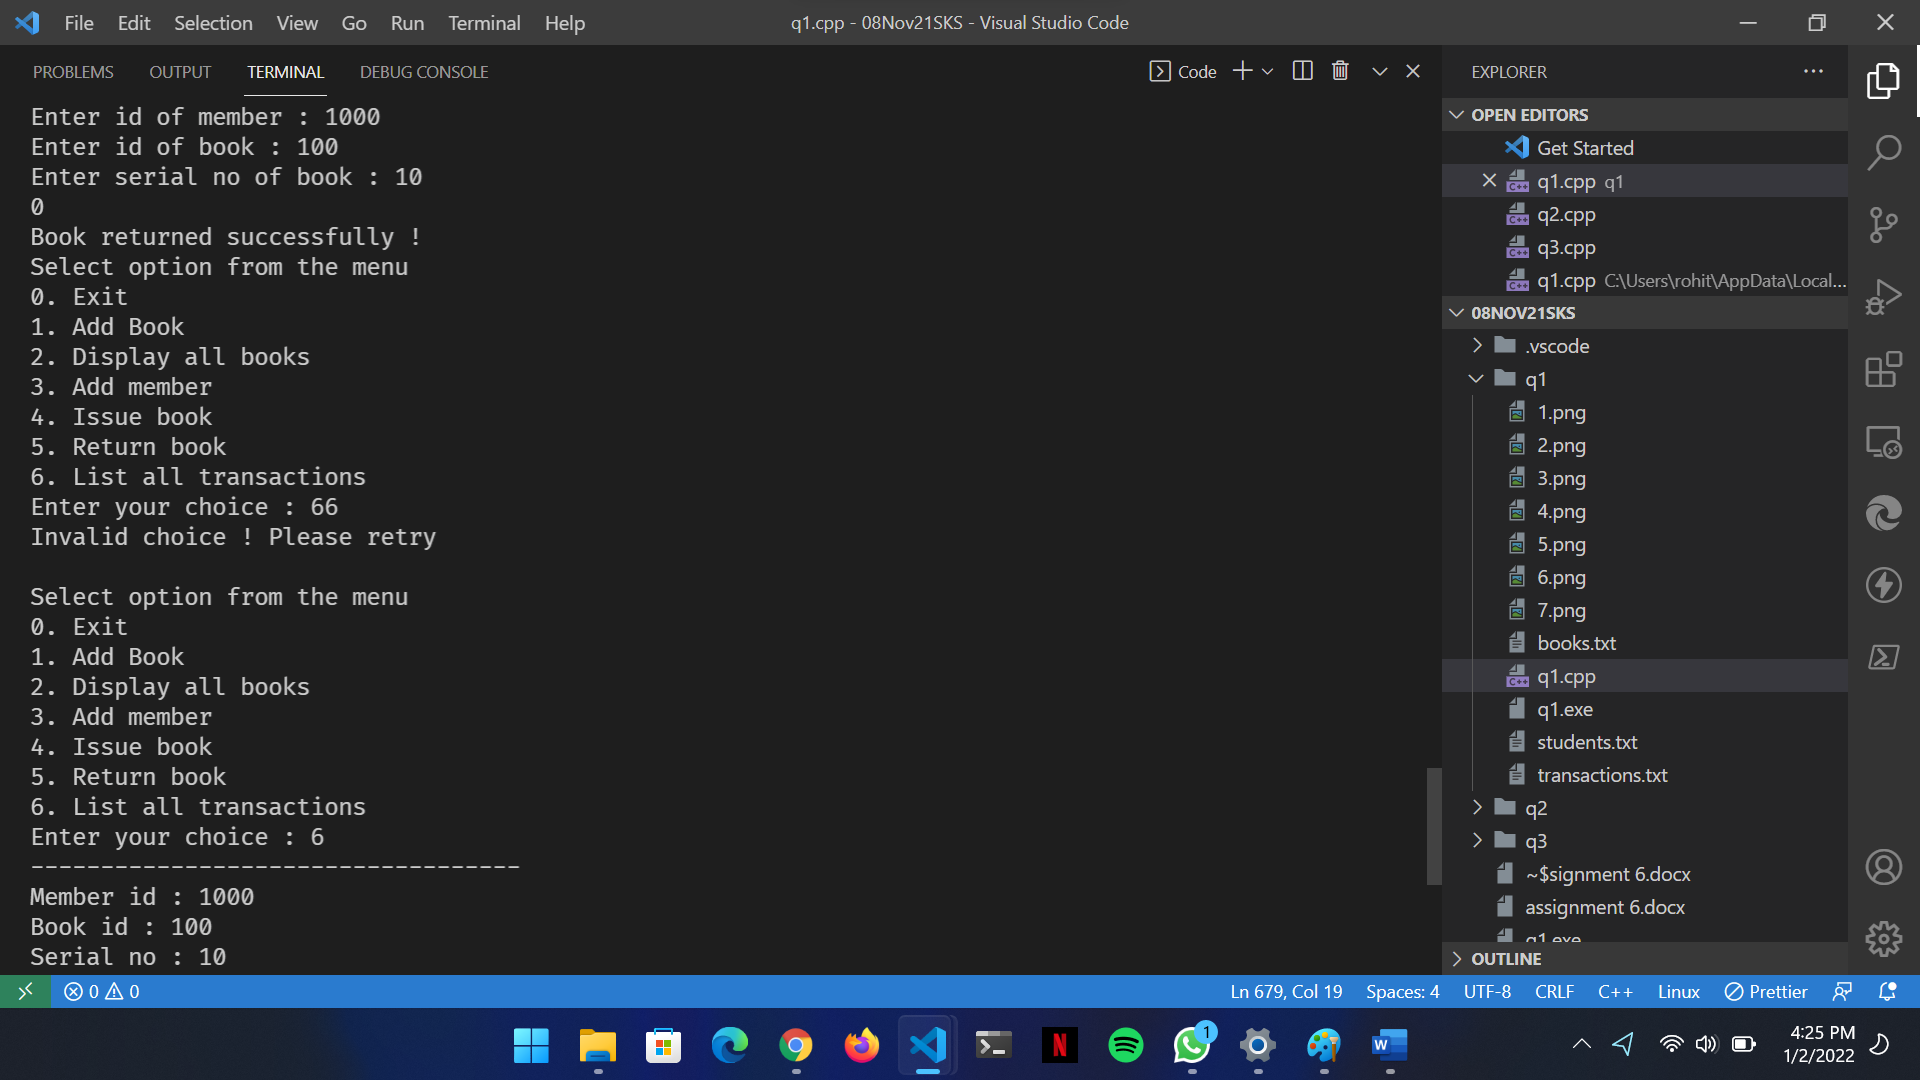 File Edit Selection View Go Run Terminal Help
q1.cpp - 08Nov21SKS - Visual Studio Code
PROBLEMS OUTPUT TERMINAL DEBUG CONSOLE
Code
Enter id of member : 1000
Enter id of book : 100
Enter serial no of book : 10
0
Book returned successfully !
Select option from the menu
0. Exit
1. Add Book
2. Display all books
3. Add member
4. Issue book
5. Return book
6. List all transactions
Enter your choice : 66
Invalid choice ! Please retry
Select option from the menu
0. Exit
1. Add Book
2. Display all books
3. Add member
4. Issue book
5. Return book
6. List all transactions
Enter your choice : 6
-----------------------------------
Member id : 1000
Book id : 100
Serial no : 10
EXPLORER
OPEN EDITORS
Get Started
q1.cpp q1
q2.cpp
q3.cpp
q1.cpp C:\Users\rohit\AppData\Local...
08NOV21SKS
.vscode
q1
1.png
2.png
3.png
4.png
5.png
6.png
7.png
books.txt
q1.cpp
q1.exe
students.txt
transactions.txt
q2
q3
~$signment 6.docx
assignment 6.docx
q1.exe
OUTLINE
0 0
Ln 679, Col 19 Spaces: 4 UTF-8 CRLF C++ Linux Prettier
1
4:25 PM
1/2/2022